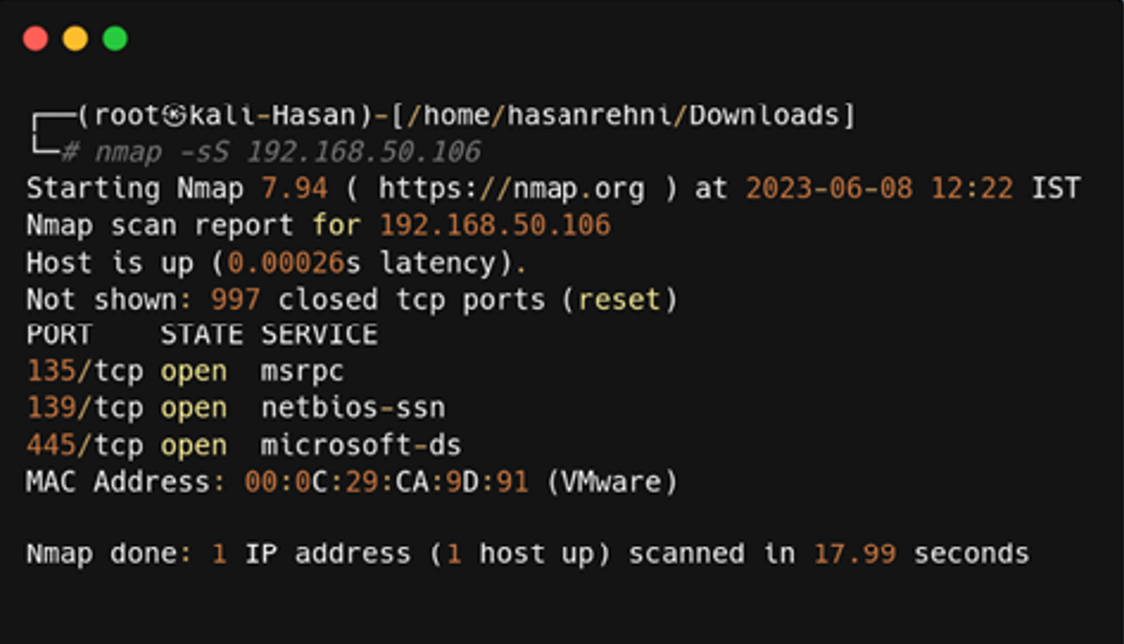 ┌──(root㉿kali-Hasan)-[/home/hasanrehni/Downloads]
└─# nmap -sS 192.168.50.106
Starting Nmap 7.94 ( https://nmap.org ) at 2023-06-08 12:22 IST
Nmap scan report for 192.168.50.106
Host is up (0.00026s latency).
Not shown: 997 closed tcp ports (reset)
PORT    STATE SERVICE
135/tcp open  msrpc
139/tcp open  netbios-ssn
445/tcp open  microsoft-ds
MAC Address: 00:0C:29:CA:9D:91 (VMware)
Nmap done: 1 IP address (1 host up) scanned in 17.99 seconds